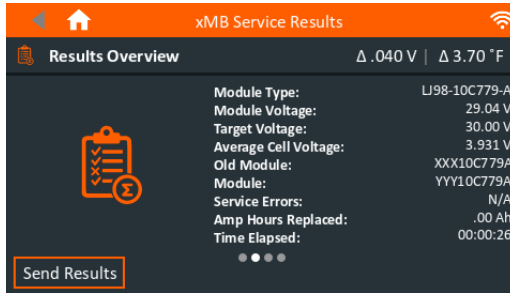 xMB Service Results
Results Overview Δ .040 V | Δ 3.70 °F
Module Type: LJ98-10C779-A
Module Voltage: 29.04 V
Target Voltage: 30.00 V
Average Cell Voltage: 3.931 V
Old Module: XXX10C779A
Module: YYY10C779A
Service Errors: N/A
Amp Hours Replaced: .00 Ah
Time Elapsed: 00:00:26
Σ
Send Results